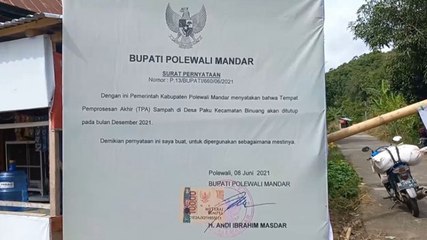 BUPATI POLEWALI MANDAR
SURAT PERNYATAAN
Nomor : P.13/BUPATI/660/06/2021
Dengan ini Pemerintah Kabupaten Polewali Mandar menyatakan bahwa Tempat
Pemprosesan Akhir (TPA) Sampah di Desa Paku Kecamatan Binuang akan ditutup
pada bulan Desember 2021.
Demikian pernyataan ini saya buat, untuk dipergunakan sebagaimana mestinya.
Polewali, 08 Juni 2021
BUPATI POLEWALI MANDAR
H. ANDI IBRAHIM MASDAR